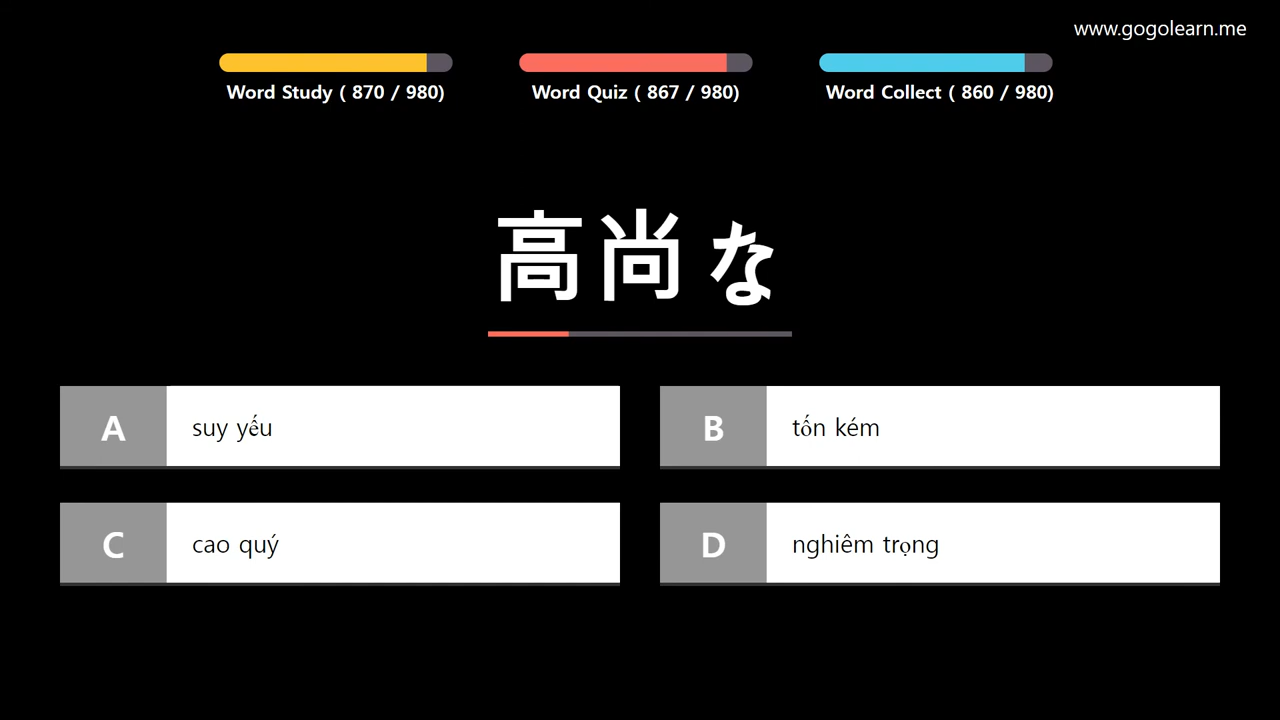 www.gogolearn.me
Word Study ( 870 / 980)
Word Quiz ( 867 / 980)
Word Collect ( 860 / 980)
高尚な
A
suy yếu
B
tốn kém
C
cao quý
D
nghiêm trọng